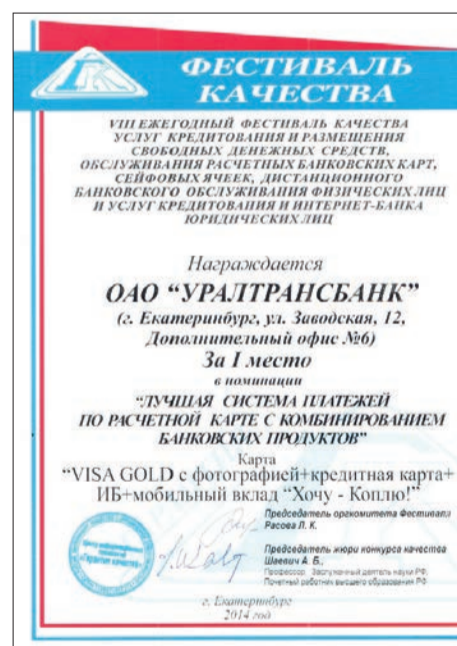 ФЕСТИВАЛЬ
КАЧЕСТВА
VIII ЕЖЕГОДНЫЙ ФЕСТИВАЛЬ КАЧЕСТВА
УСЛУГ КРЕДИТОВАНИЯ И РАЗМЕЩЕНИЯ
СВОБОДНЫХ ДЕНЕЖНЫХ СРЕДСТВ,
ОБСЛУЖИВАНИЯ РАСЧЕТНЫХ БАНКОВСКИХ КАРТ,
СЕЙФОВЫХ ЯЧЕЕК, ДИСТАНЦИОННОГО
БАНКОВСКОГО ОБСЛУЖИВАНИЯ ФИЗИЧЕСКИХ ЛИЦ
И УСЛУГ КРЕДИТОВАНИЯ И ИНТЕРНЕТ-БАНКА
ЮРИДИЧЕСКИХ ЛИЦ
Награждается
ОАО “УРАЛТРАНСБАНК”
(г. Екатеринбург, ул. Заводская, 12,
Дополнительный офис №6)
За I место
в номинации
“ЛУЧШАЯ СИСТЕМА ПЛАТЕЖЕЙ
ПО РАСЧЕТНОЙ КАРТЕ С КОМБИНИРОВАНИЕМ
БАНКОВСКИХ ПРОДУКТОВ”
Карта
“VISA GOLD с фотографией+кредитная карта+
ИБ+мобильный вклад “Хочу - Коплю!”
Председатель оргкомитета Фестиваля
Расова Л. К.
Председатель жюри конкурса качества
Шаевич А. Б.,
Профессор, Заслуженный деятель науки РФ,
Почетный работник высшего образования РФ
«Гарантия качества»
г. Екатеринбург
2014 год